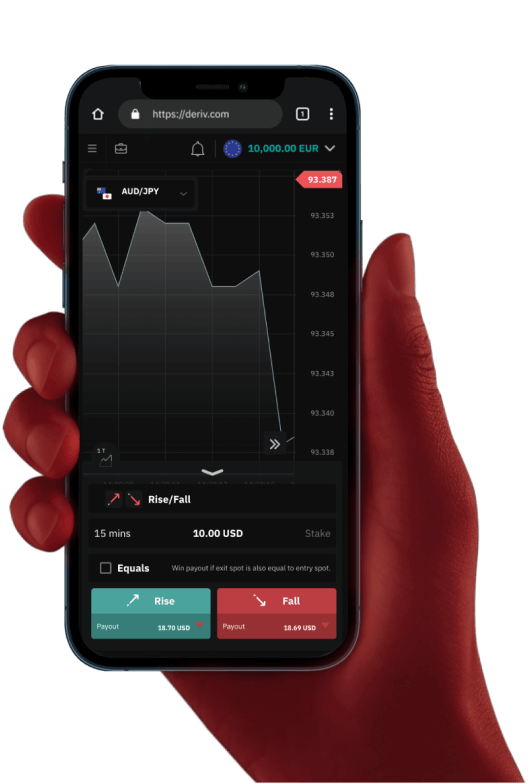 https://deriv.com
1
10,000.00 EUR
93.387
AUD/JPY
93.353
93.350
93.348
93.345
93.343
93.340
93.338
1 T
Rise/Fall
15 mins 10.00 USD Stake
Equals Win payout if exit spot is also equal to entry spot.
Rise Fall
Payout 18.70 USD Payout 18.69 USD